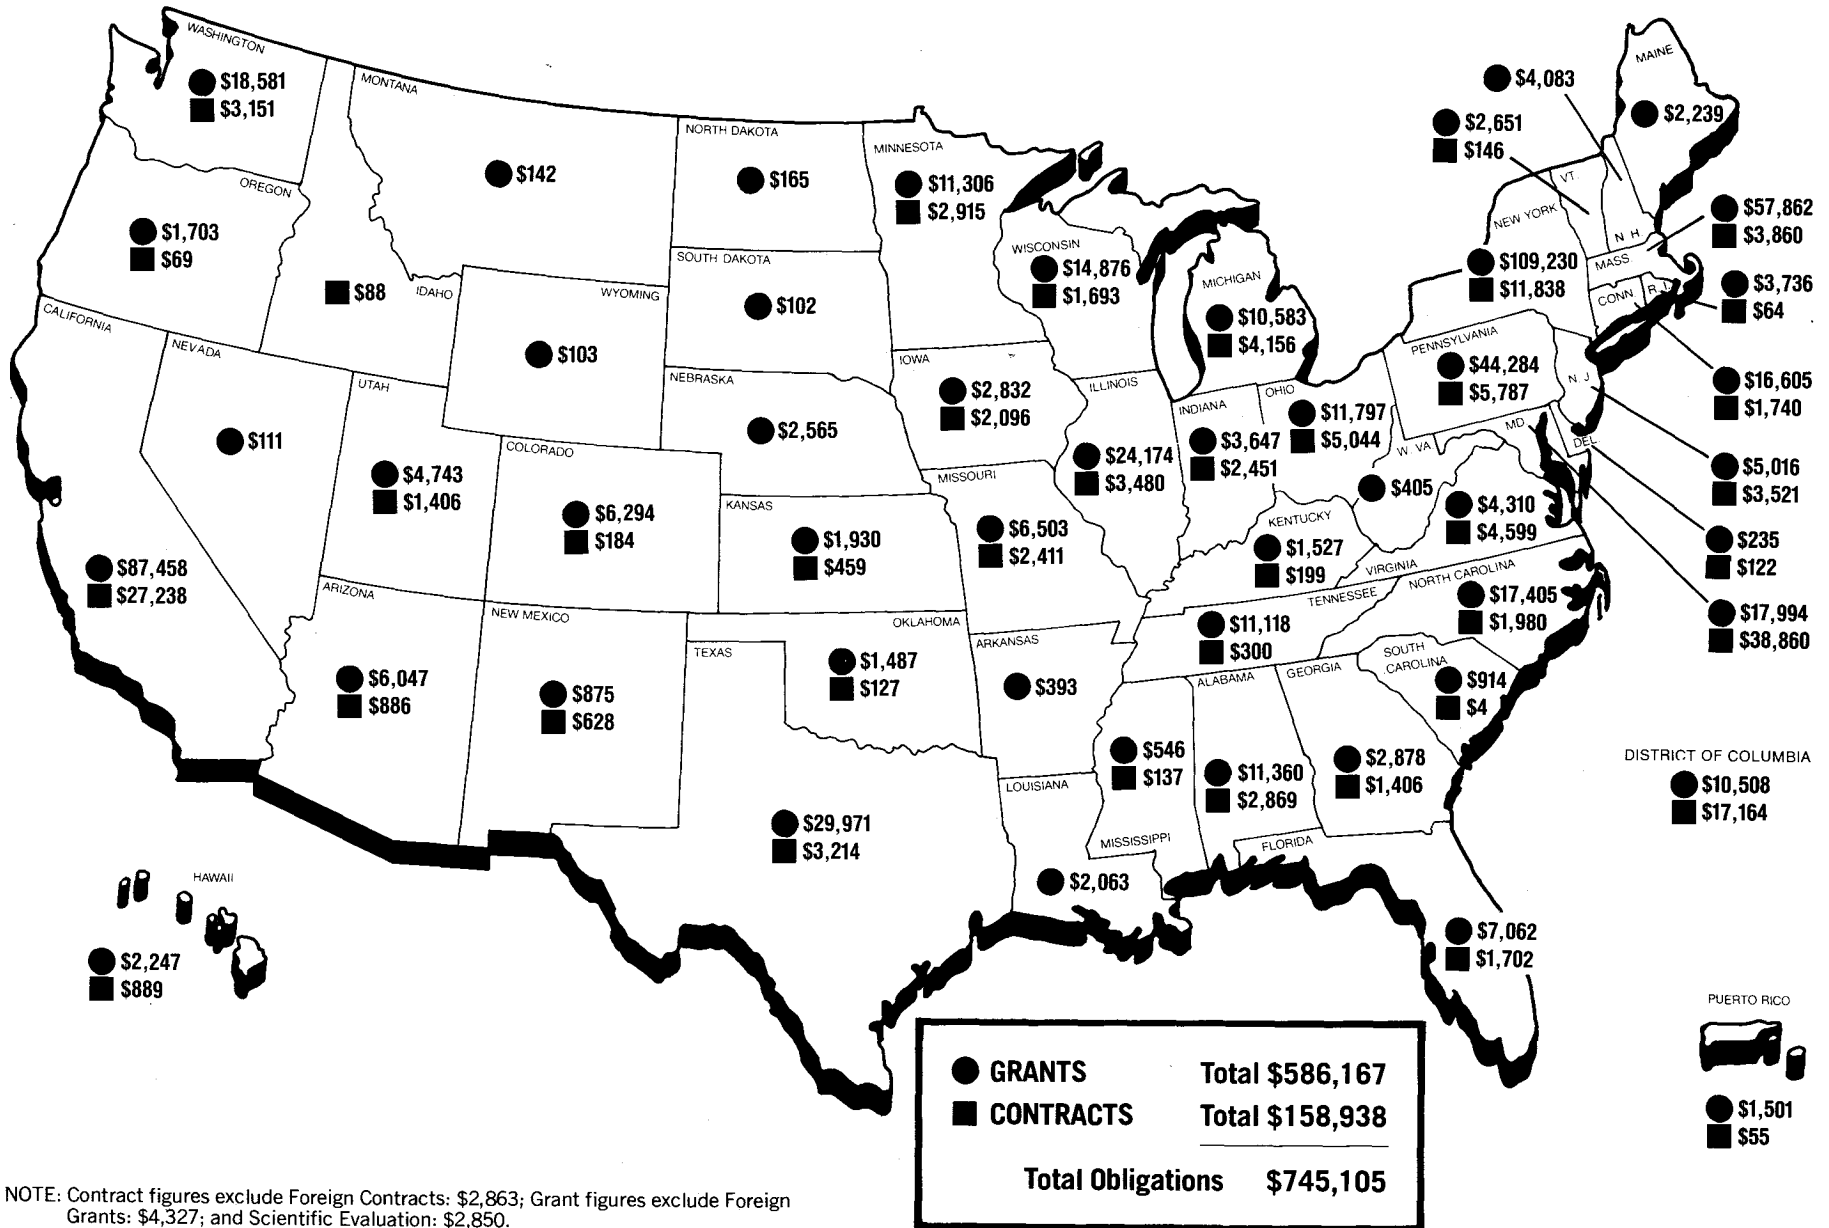 WASHINGTON
$18,581
$3,151
MONTANA
$142
NORTH DAKOTA
$165
MINNESOTA
$11,306
$2,915
OREGON
$1,703
$69
$88
IDAHO
WYOMING
$103
SOUTH DAKOTA
$102
WISCONSIN
$14,876
$1,693
MICHIGAN
$10,583
$4,156
$4,083
$2,651
$146
MAINE
$2,239
VT.
NEW YORK
$109,230
$11,838
N. H.
$57,862
$3,860
MASS
CONN
R.I.
$3,736
$64
CALIFORNIA
$87,458
$27,238
NEVADA
$111
UTAH
$4,743
$1,406
COLORADO
$6,294
$184
NEBRASKA
$2,565
KANSAS
$1,930
$459
IOWA
$2,832
$2,096
MISSOURI
$6,503
$2,411
ILLINOIS
$24,174
$3,480
INDIANA
$3,647
$2,451
OHIO
$11,797
$5,044
PENNSYLVANIA
$44,284
$5,787
N. J.
$16,605
$1,740
MD.
DEL.
W. VA
$405
$4,310
$4,599
VIRGINIA
$5,016
$3,521
$235
$122
$17,994
$38,860
KENTUCKY
$1,527
$199
TENNESSEE
$11,118
$300
NORTH CAROLINA
$17,405
$1,980
SOUTH
CAROLINA
$914
$4
ARIZONA
$6,047
$886
NEW MEXICO
$875
$628
TEXAS
$29,971
$3,214
OKLAHOMA
$1,487
$127
ARKANSAS
$393
LOUISIANA
$2,063
MISSISSIPPI
$546
$137
ALABAMA
$11,360
$2,869
GEORGIA
$2,878
$1,406
FLORIDA
$7,062
$1,702
DISTRICT OF COLUMBIA
$10,508
$17,164
HAWAII
$2,247
$889
PUERTO RICO
$1,501
$55
GRANTS Total $586,167
CONTRACTS Total $158,938
Total Obligations $745,105
NOTE: Contract figures exclude Foreign Contracts: $2,863; Grant figures exclude Foreign
Grants: $4,327; and Scientific Evaluation: $2,850.